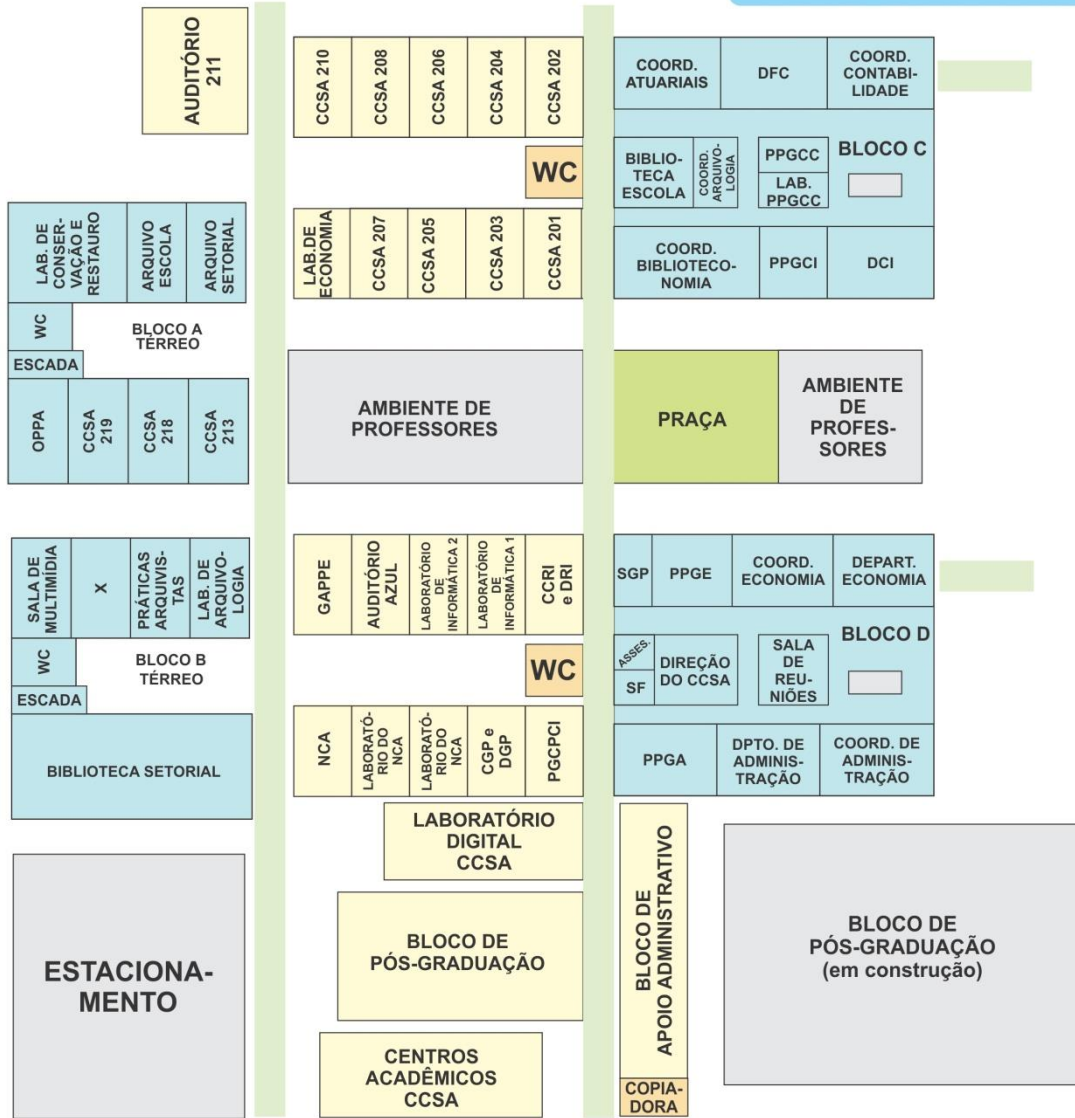 AUDITÓRIO
211
CCSA 210
CCSA 208
CCSA 206
CCSA 204
CCSA 202
COORD.
ATUARIAIS
DFC
COORD.
CONTABI-
LIDADE
WC
BIBLIO-
TECA
ESCOLA
COORD.
ARQUIVO-
LOGIA
PPGCC
LAB.
PPGCC
BLOCO C
LAB. DE
CONSER-
VAÇÃO E
RESTAURO
ARQUIVO
ESCOLA
ARQUIVO
SETORIAL
LAB.DE
ECONOMIA
CCSA 207
CCSA 205
CCSA 203
CCSA 201
COORD.
BIBLIOTECO-
NOMIA
PPGCI
DCI
WC
BLOCO A
TÉRREO
ESCADA
OPPA
CCSA
219
CCSA
218
CCSA
213
AMBIENTE DE
PROFESSORES
PRAÇA
AMBIENTE
DE
PROFES-
SORES
SALA DE
MULTIMÍDIA
X
PRÁTICAS
ARQUIVIS-
TAS
LAB. DE
ARQUIVO-
LOGIA
GAPPE
AUDITÓRIO
AZUL
LABORATÓRIO
DE
INFORMÁTICA 2
LABORATÓRIO
DE
INFORMÁTICA 1
CCRI
e DRI
SGP
PPGE
COORD.
ECONOMIA
DEPART.
ECONOMIA
WC
BLOCO B
TÉRREO
ESCADA
WC
ASSES.
SF
DIREÇÃO
DO CCSA
SALA
DE
REU-
NIÕES
BLOCO D
BIBLIOTECA SETORIAL
NCA
LABORATÓ-
RIO DO
NCA
LABORATÓ-
RIO DO
NCA
CGP e
DGP
PGCPCI
PPGA
DPTO. DE
ADMINIS-
TRAÇÃO
COORD. DE
ADMINIS-
TRAÇÃO
LABORATÓRIO
DIGITAL
CCSA
BLOCO DE
APOIO ADMINISTRATIVO
ESTACIONA-
MENTO
BLOCO DE
PÓS-GRADUAÇÃO
BLOCO DE
PÓS-GRADUAÇÃO
(em construção)
CENTROS
ACADÊMICOS
CCSA
COPIA-
DORA